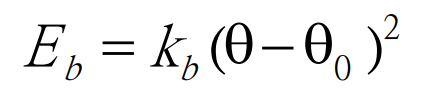 E_b = k_b (θ − θ_0)^2